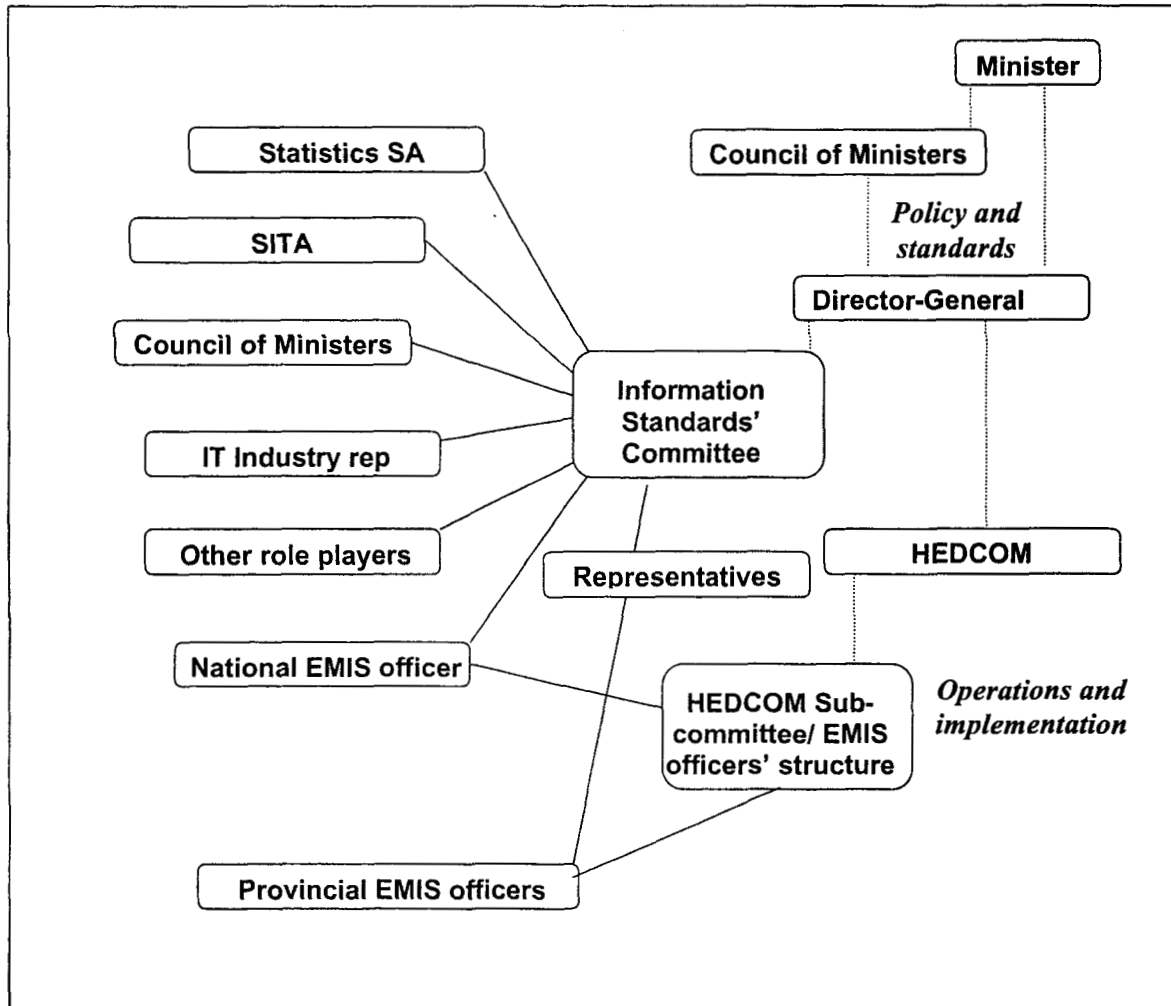 Minister
Statistics SA
Council of Ministers
Policy and
standards
SITA
Director-General
Council of Ministers
Information
Standards’
Committee
IT Industry rep
Other role players
HEDCOM
Representatives
National EMIS officer
HEDCOM Sub-
committee/ EMIS
officers’ structure
Operations and
implementation
Provincial EMIS officers